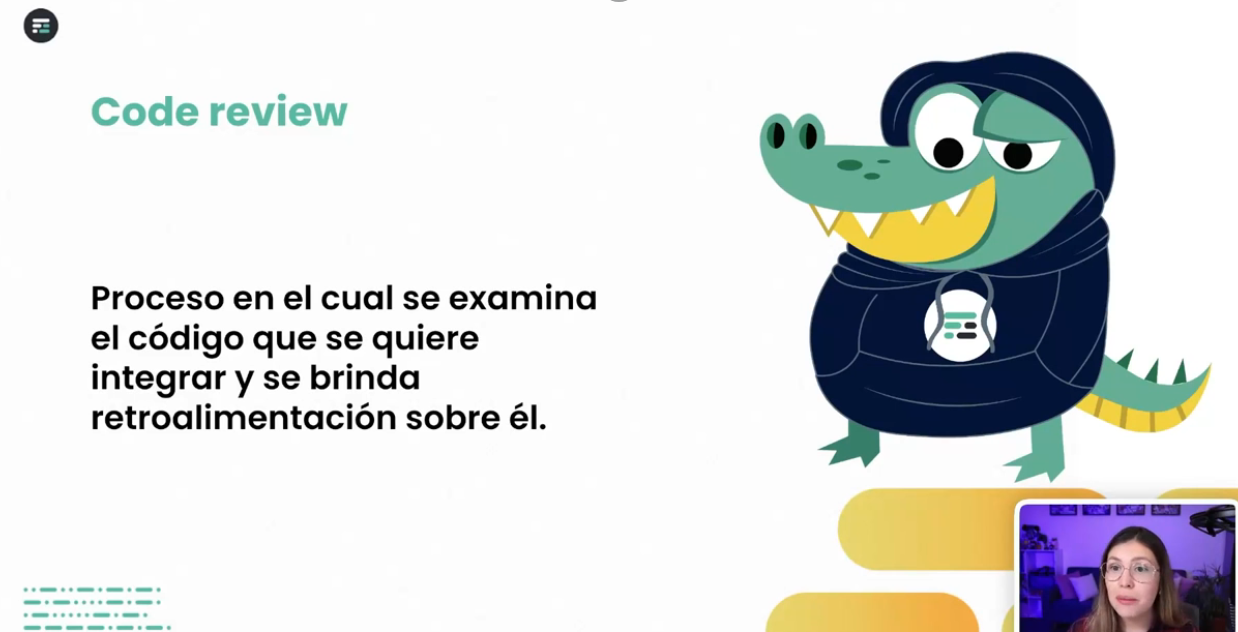 Code review
Proceso en el cual se examina
el código que se quiere
integrar y se brinda
retroalimentación sobre él.